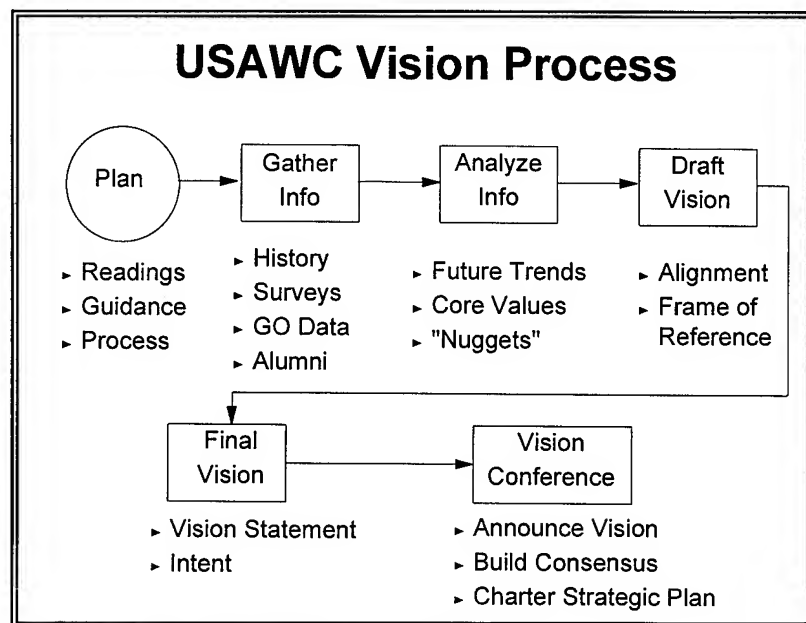 USAWC Vision Process
Plan
Gather
Info
Analyze
Info
Draft
Vision
▸ Readings
▸ Guidance
▸ Process
▸ History
▸ Surveys
▸ GO Data
▸ Alumni
▸ Future Trends
▸ Core Values
▸ "Nuggets"
▸ Alignment
▸ Frame of
Reference
Final
Vision
Vision
Conference
▸ Vision Statement
▸ Intent
▸ Announce Vision
▸ Build Consensus
▸ Charter Strategic Plan